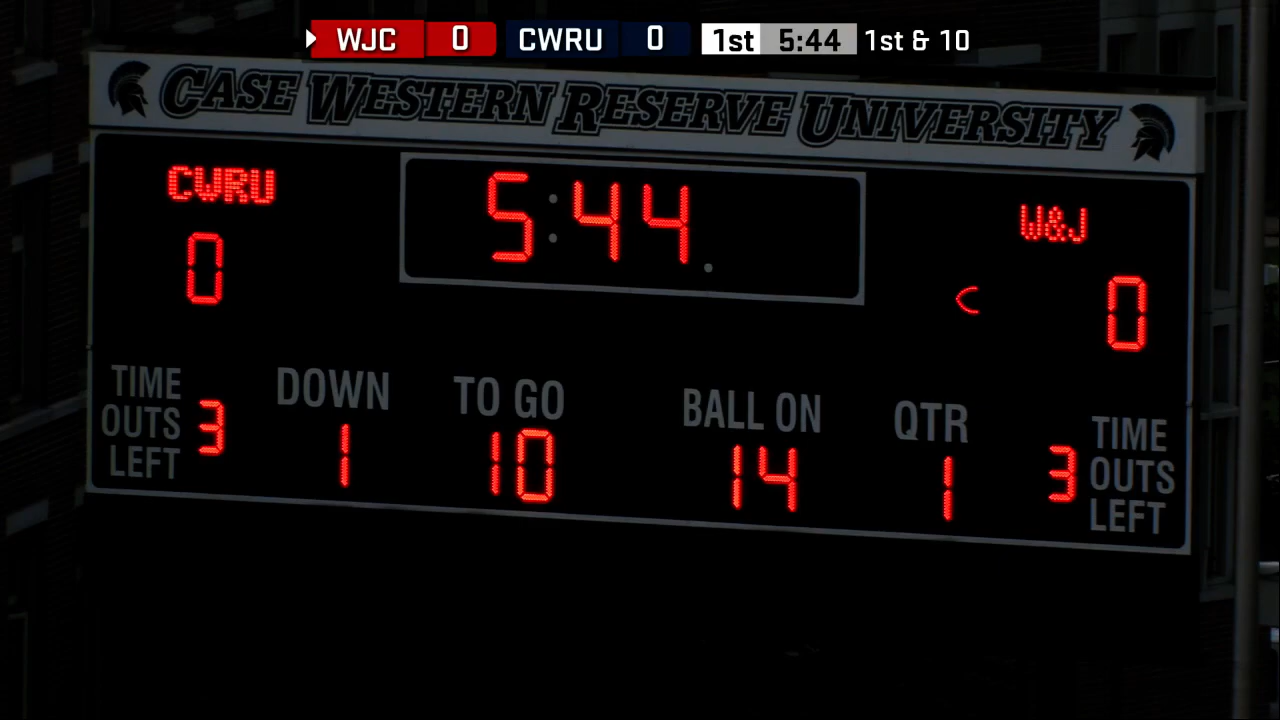 WJC 0 CWRU 0 1st 5:44 1st & 10
CASE WESTERN RESERVE UNIVERSITY
CWRU 5:44 W&J
0 0
TIME OUTS LEFT 3
DOWN 1
TO GO 10
BALL ON 14
QTR 1
3 TIME OUTS LEFT